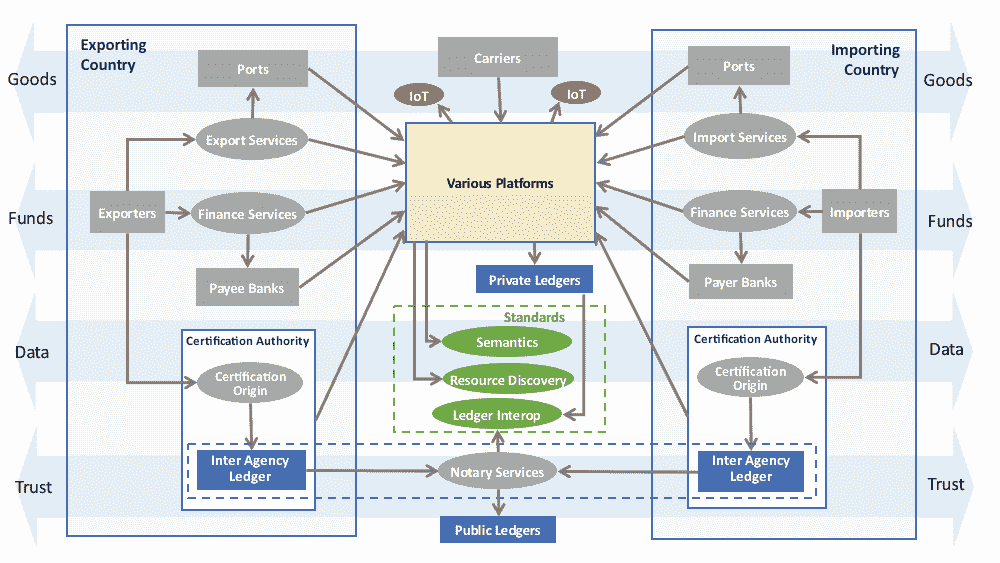 Exporting
Country
Importing
Country
Goods
Ports
Carriers
Ports
Goods
IoT
IoT
Export Services
Import Services
Various Platforms
Funds
Exporters
Finance Services
Finance Services
Importers
Funds
Payee Banks
Private Ledgers
Payer Banks
Standards
Certification Authority
Semantics
Certification Authority
Data
Data
Certification
Origin
Resource Discovery
Certification
Origin
Ledger Interop
Inter Agency
Ledger
Notary Services
Inter Agency
Ledger
Trust
Trust
Public Ledgers